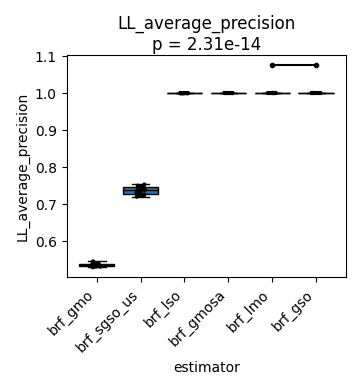 LL_average_precision
p = 2.31e-14
LL_average_precision
1.1
1.0
0.9
0.8
0.7
0.6
brf_gmo
brf_sgso_us
brf_lso
brf_gmosa
brf_lmo
brf_gso
estimator